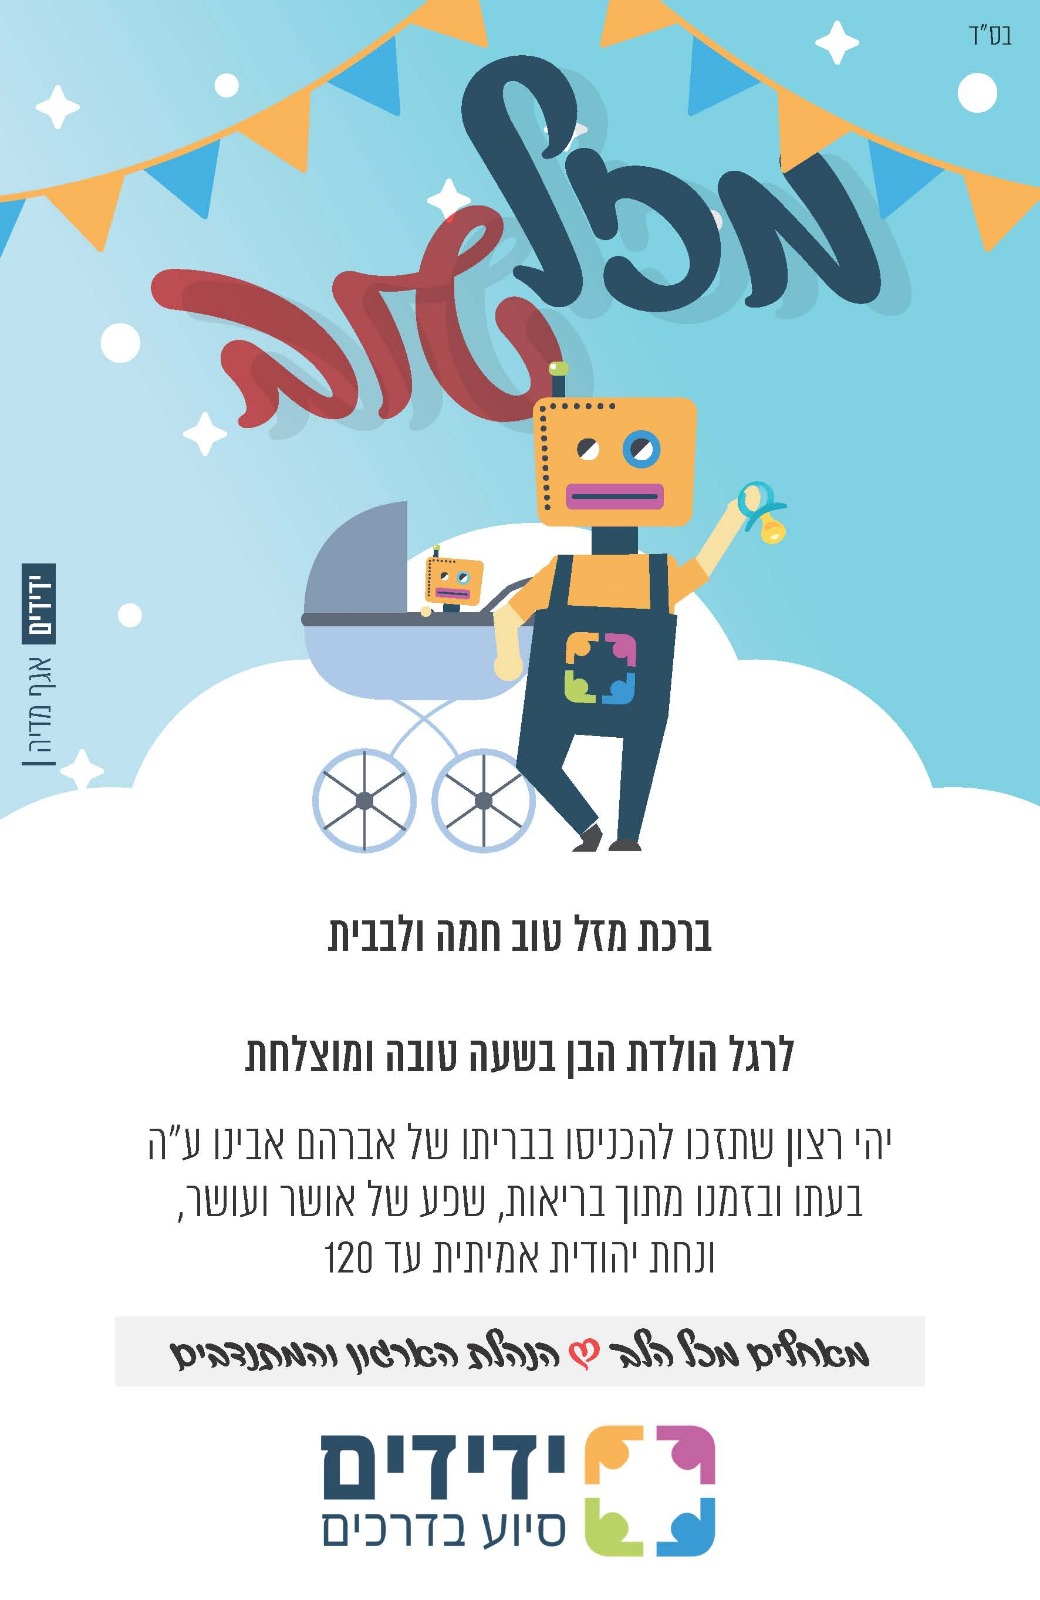 בס"ד
מזל
טוב
ידידים אגף מדיה |
ברכת מזל טוב חמה ולבבית
לרגל הולדת הבן בשעה טובה ומוצלחת
יהי רצון שתזכו להכניסו בבריתו של אברהם אבינו ע"ה
בעתו ובזמנו מתוך בריאות, שפע של אושר ועושר,
ונחת יהודית אמיתית עד 120
מאחלים מכל הלב הנהלת הארגון והמתנדבים
ידידים
סיוע בדרכים